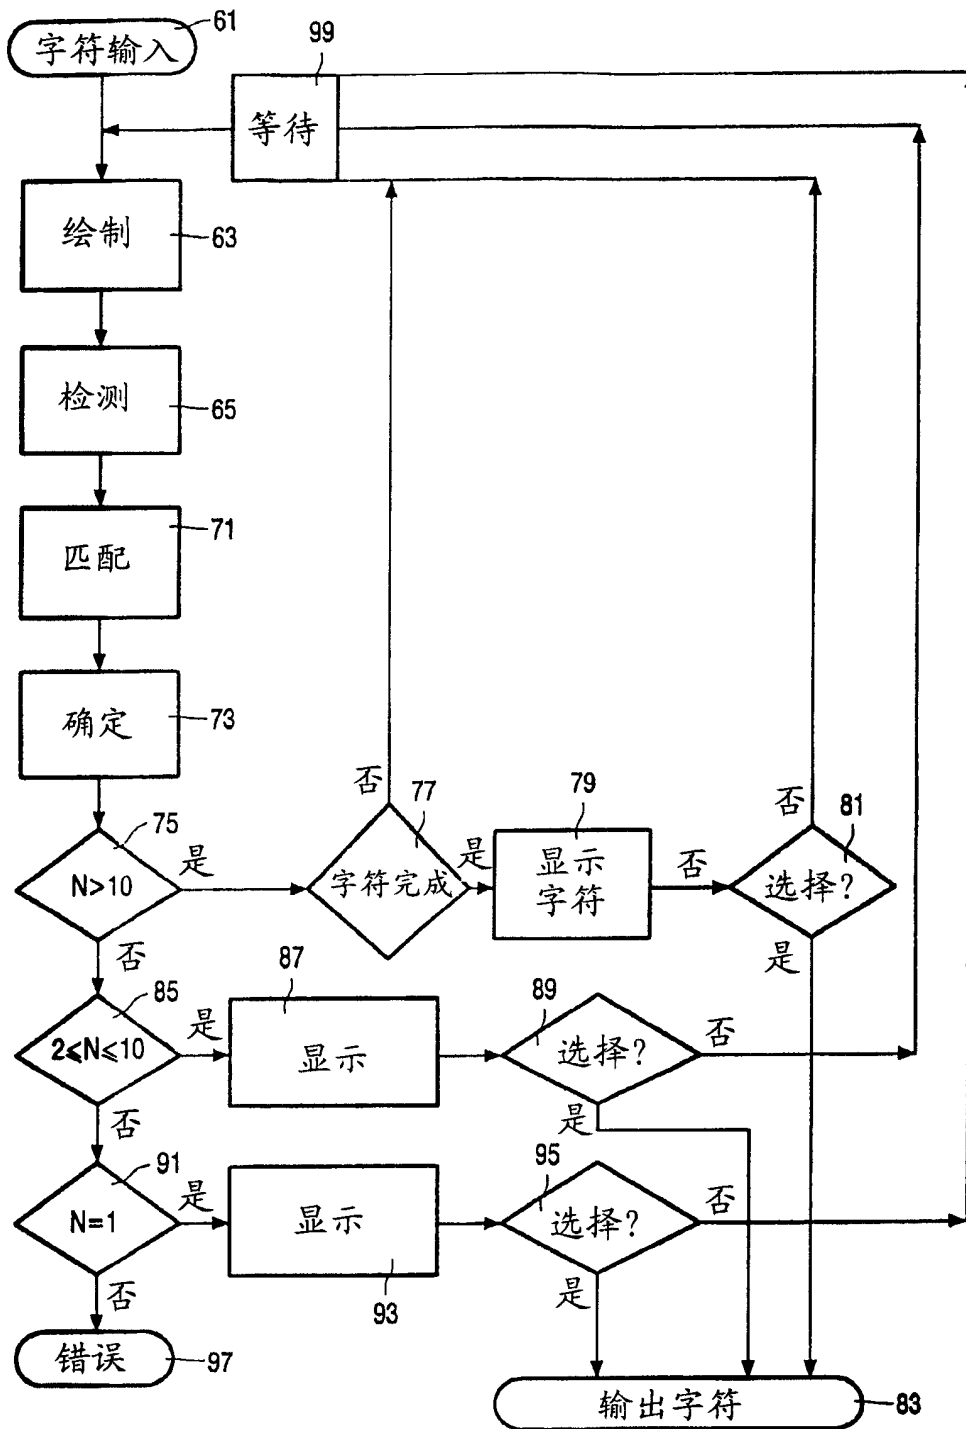 字符输入
61
99
等待
绘制
63
检测
65
匹配
71
确定
73
否
77
79
81
否
75
N>10
是
字符完成
是
显示
字符
否
选择?
是
否
85
2≤N≤10
是
87
显示
89
选择?
否
是
否
91
N=1
是
显示
93
95
选择?
否
是
否
错误
97
输出字符
83